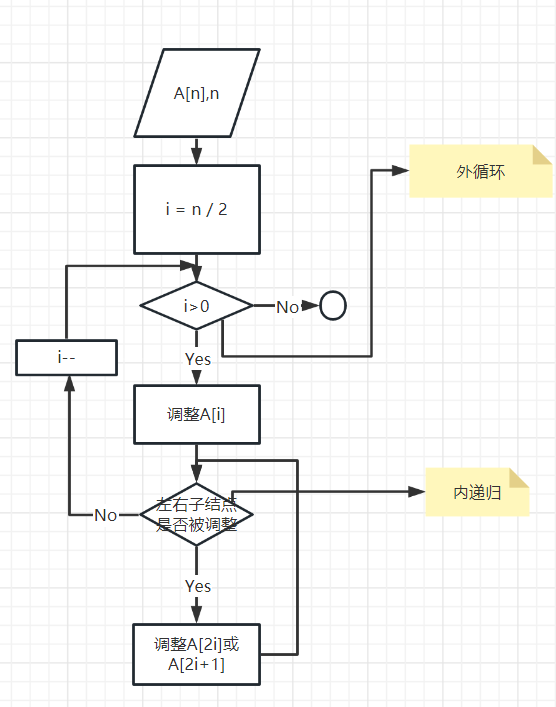 A[n],n
外循环
i = n / 2
i>0
No
Yes
i--
调整A[i]
左右子结点
是否被调整
内递归
No
Yes
调整A[2i]或
A[2i+1]